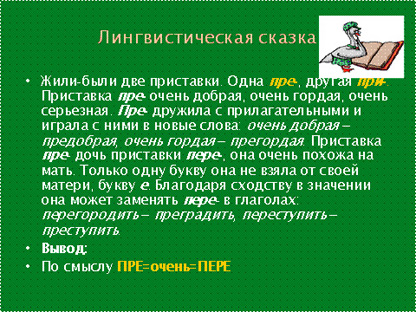 Лингвистическая сказка
• Жили-были две приставки. Одна пре-, другая при-.
Приставка пре- очень добрая, очень гордая, очень
серьезная. Пре- дружила с прилагательными и
играла с ними в новые слова: очень добрая –
предобрая, очень гордая – прегордая. Приставка
пре- дочь приставки пере-, она очень похожа на
мать. Только одну букву она не взяла от своей
матери, букву е. Благодаря сходству в значении
она может заменять пере- в глаголах:
перегородить – преградить, переступить –
преступить.
• Вывод:
• По смыслу ПРЕ=очень=ПЕРЕ